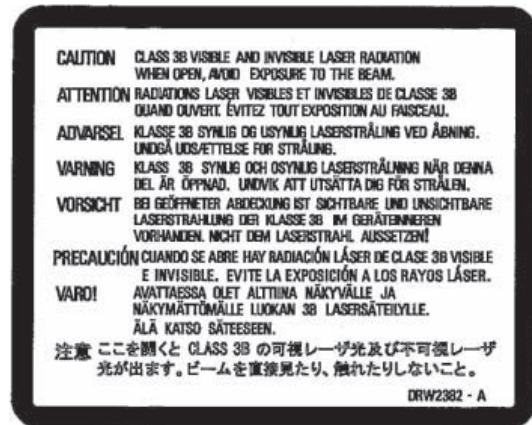 CAUTION CLASS 3B VISIBLE AND INVISIBLE LASER RADIATION
WHEN OPEN, AVOID EXPOSURE TO THE BEAM.
ATTENTION RADIATIONS LASER VISIBLES ET INVISIBLES DE CLASSE 3B
QUAND OUVERT. ÉVITEZ TOUT EXPOSITION AU FAISCEAU.
ADVARSEL KLASSE 3B SYNLIG OG USYNLIG LASERSTRÅLING VED ÅBNING.
UNDGÅ UDSÆTTELSE FOR STRÅLING.
VARNING KLASS 3B SYNLIG OCH OSYNLIG LASERSTRÅLNING NÄR DENNA
DEL ÄR ÖPPNAD. UNDVIK ATT UTSÄTTA DIG FÖR STRÅLEN.
VORSICHT BEI GEÖFFNETER ABDECKUNG IST SICHTBARE UND UNSICHTBARE
LASERSTRAHLUNG DER KLASSE 3B IM GERÄTEINNEREN
VORHANDEN. NICHT DEM LASERSTRAHL AUSSETZEN!
PRECAUCIÓN CUANDO SE ABRE HAY RADIACIÓN LÁSER DE CLASE 3B VISIBLE
E INVISIBLE. EVITE LA EXPOSICIÓN A LOS RAYOS LÁSER.
VARO! AVATTAESSA OLET ALTTIINA NÄKYVÄLLE JA
NÄKYMÄTTÖMÄLLE LUOKAN 3B LASERSÄTEILYLLE.
ÄLÄ KATSO SÄTEESEEN.
注意 ここを開くと CLASS 3B の可視レーザ光及び不可視レーザ
光が出ます。ビームを直接見たり、触れたりしないこと。
DRW2382 - A